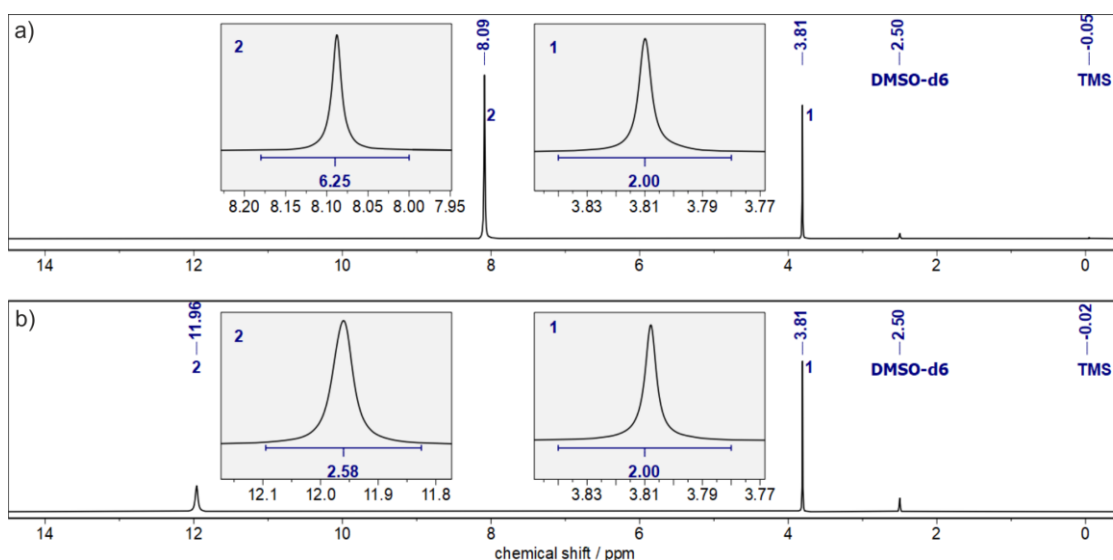 a)
2
8.09
1
3.81
2.50
-0.05
DMSO-d6
TMS
2
1
6.25
2.00
8.20 8.15 8.10 8.05 8.00 7.95
3.83 3.81 3.79 3.77
14 12 10 8 6 4 2 0
b)
11.96
2
1
3.81
2.50
-0.02
2
1
DMSO-d6
TMS
2.58
2.00
12.1 12.0 11.9 11.8
3.83 3.81 3.79 3.77
14 12 10 8 6 4 2 0
chemical shift / ppm